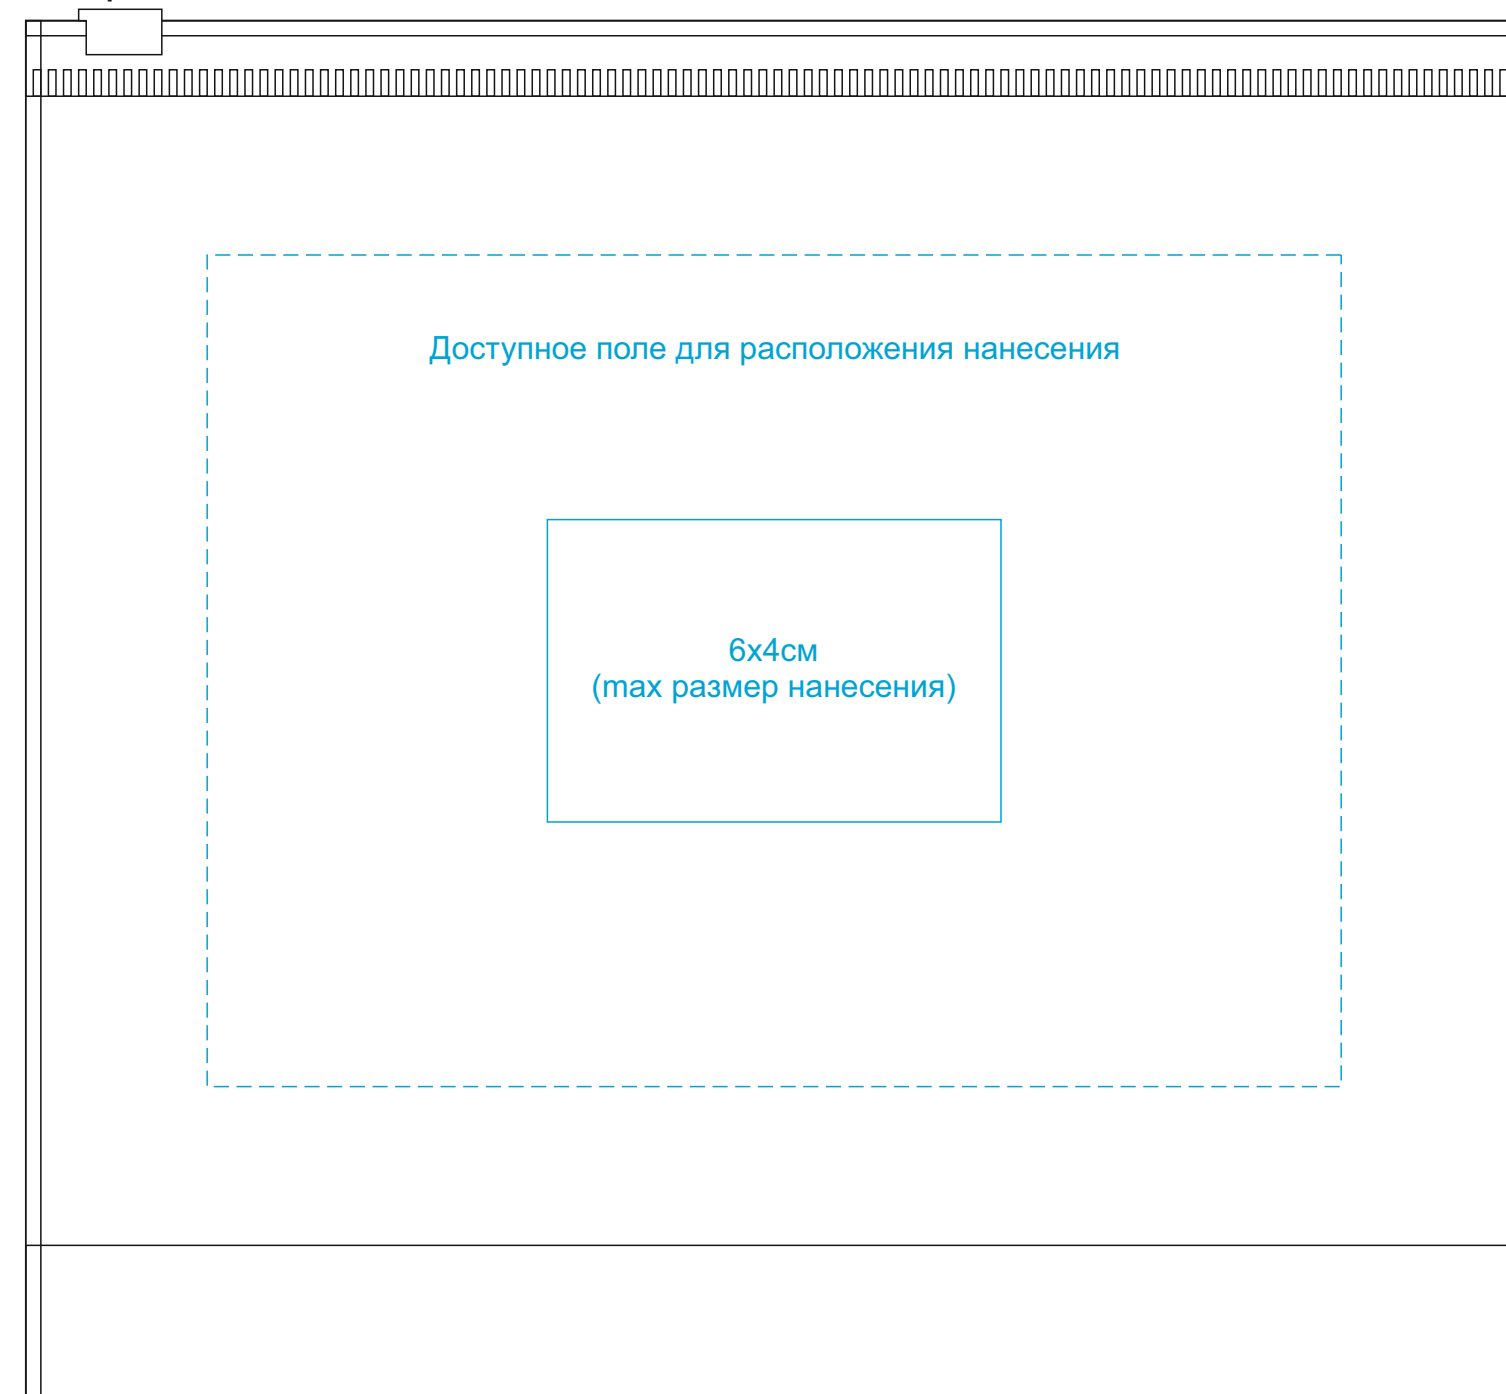 Доступное поле для расположения нанесения
6х4см
(max размер нанесения)